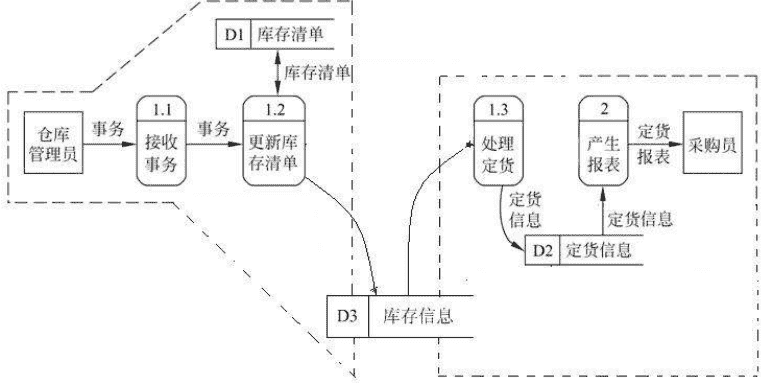 D1 库存清单
库存清单
1.1
1.2
1.3
2
仓库
管理员
事务
接收
事务
事务
更新库
存清单
处理
定货
产生
报表
定货
报表
采购员
定货
信息
定货信息
D2 定货信息
D3 库存信息